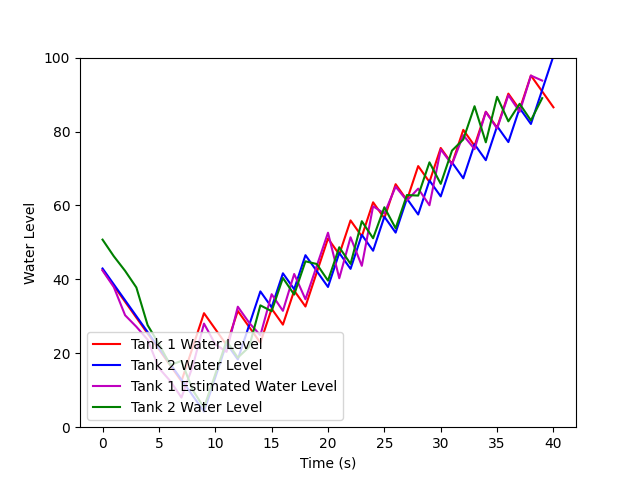 100
80
60
40
20
0
Water Level
Tank 1 Water Level
Tank 2 Water Level
Tank 1 Estimated Water Level
Tank 2 Water Level
0 5 10 15 20 25 30 35 40
Time (s)